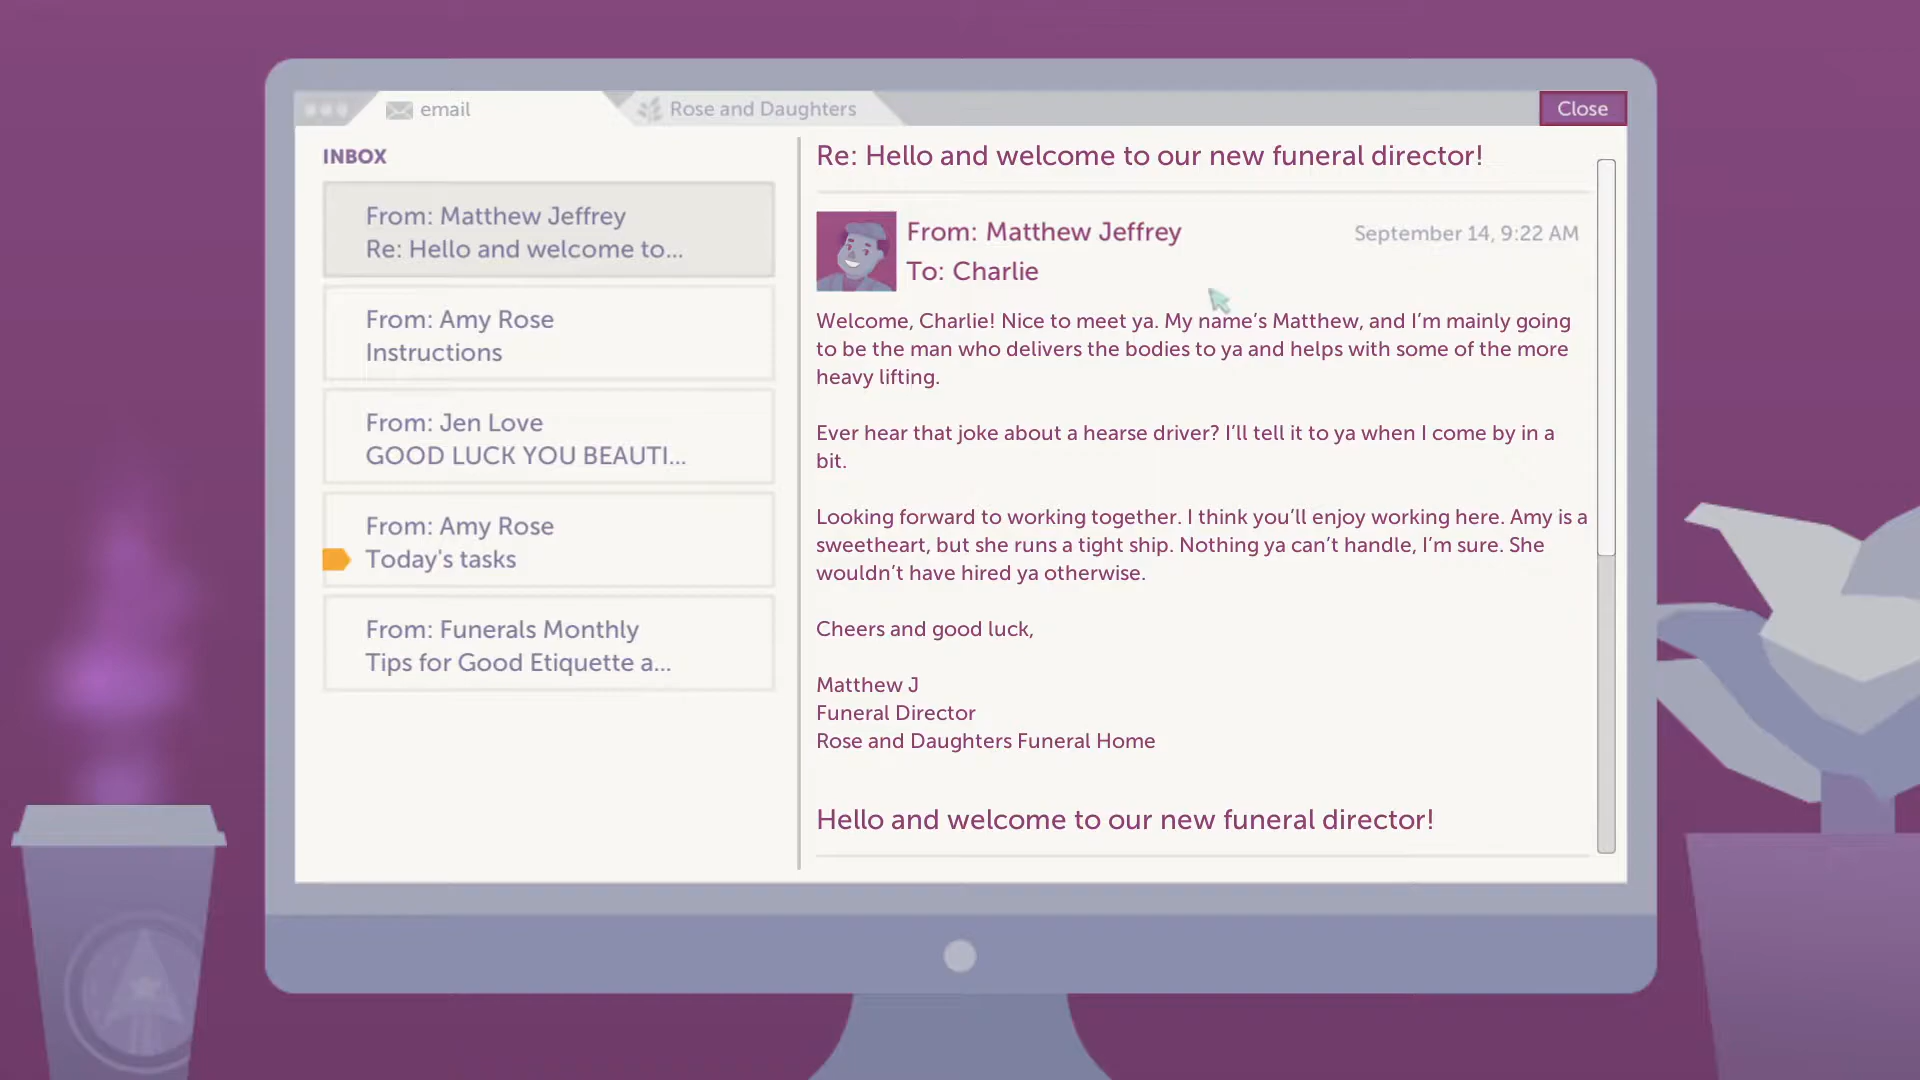 email
Rose and Daughters
Close
INBOX
From: Matthew Jeffrey
Re: Hello and welcome to...
From: Amy Rose
Instructions
From: Jen Love
GOOD LUCK YOU BEAUTI...
From: Amy Rose
Today's tasks
From: Funerals Monthly
Tips for Good Etiquette a...
Re: Hello and welcome to our new funeral director!
From: Matthew Jeffrey
September 14, 9:22 AM
To: Charlie
Welcome, Charlie! Nice to meet ya. My name’s Matthew, and I’m mainly going
to be the man who delivers the bodies to ya and helps with some of the more
heavy lifting.
Ever hear that joke about a hearse driver? I’ll tell it to ya when I come by in a
bit.
Looking forward to working together. I think you’ll enjoy working here. Amy is a
sweetheart, but she runs a tight ship. Nothing ya can’t handle, I’m sure. She
wouldn’t have hired ya otherwise.
Cheers and good luck,
Matthew J
Funeral Director
Rose and Daughters Funeral Home
Hello and welcome to our new funeral director!